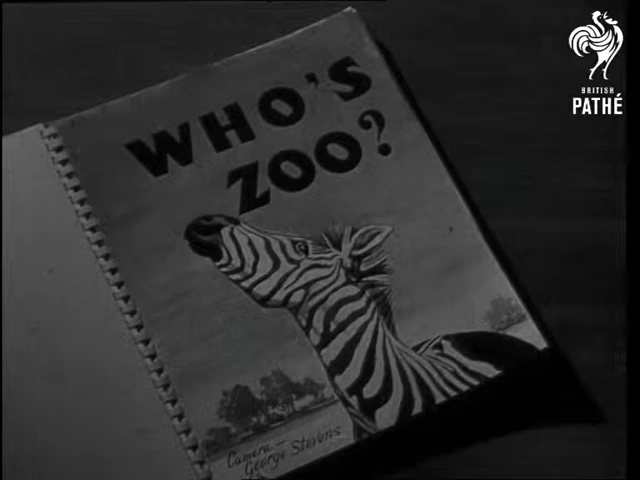 WHO'S
ZOO?
Camera—
George Stevens
BRITISH
PATHÉ